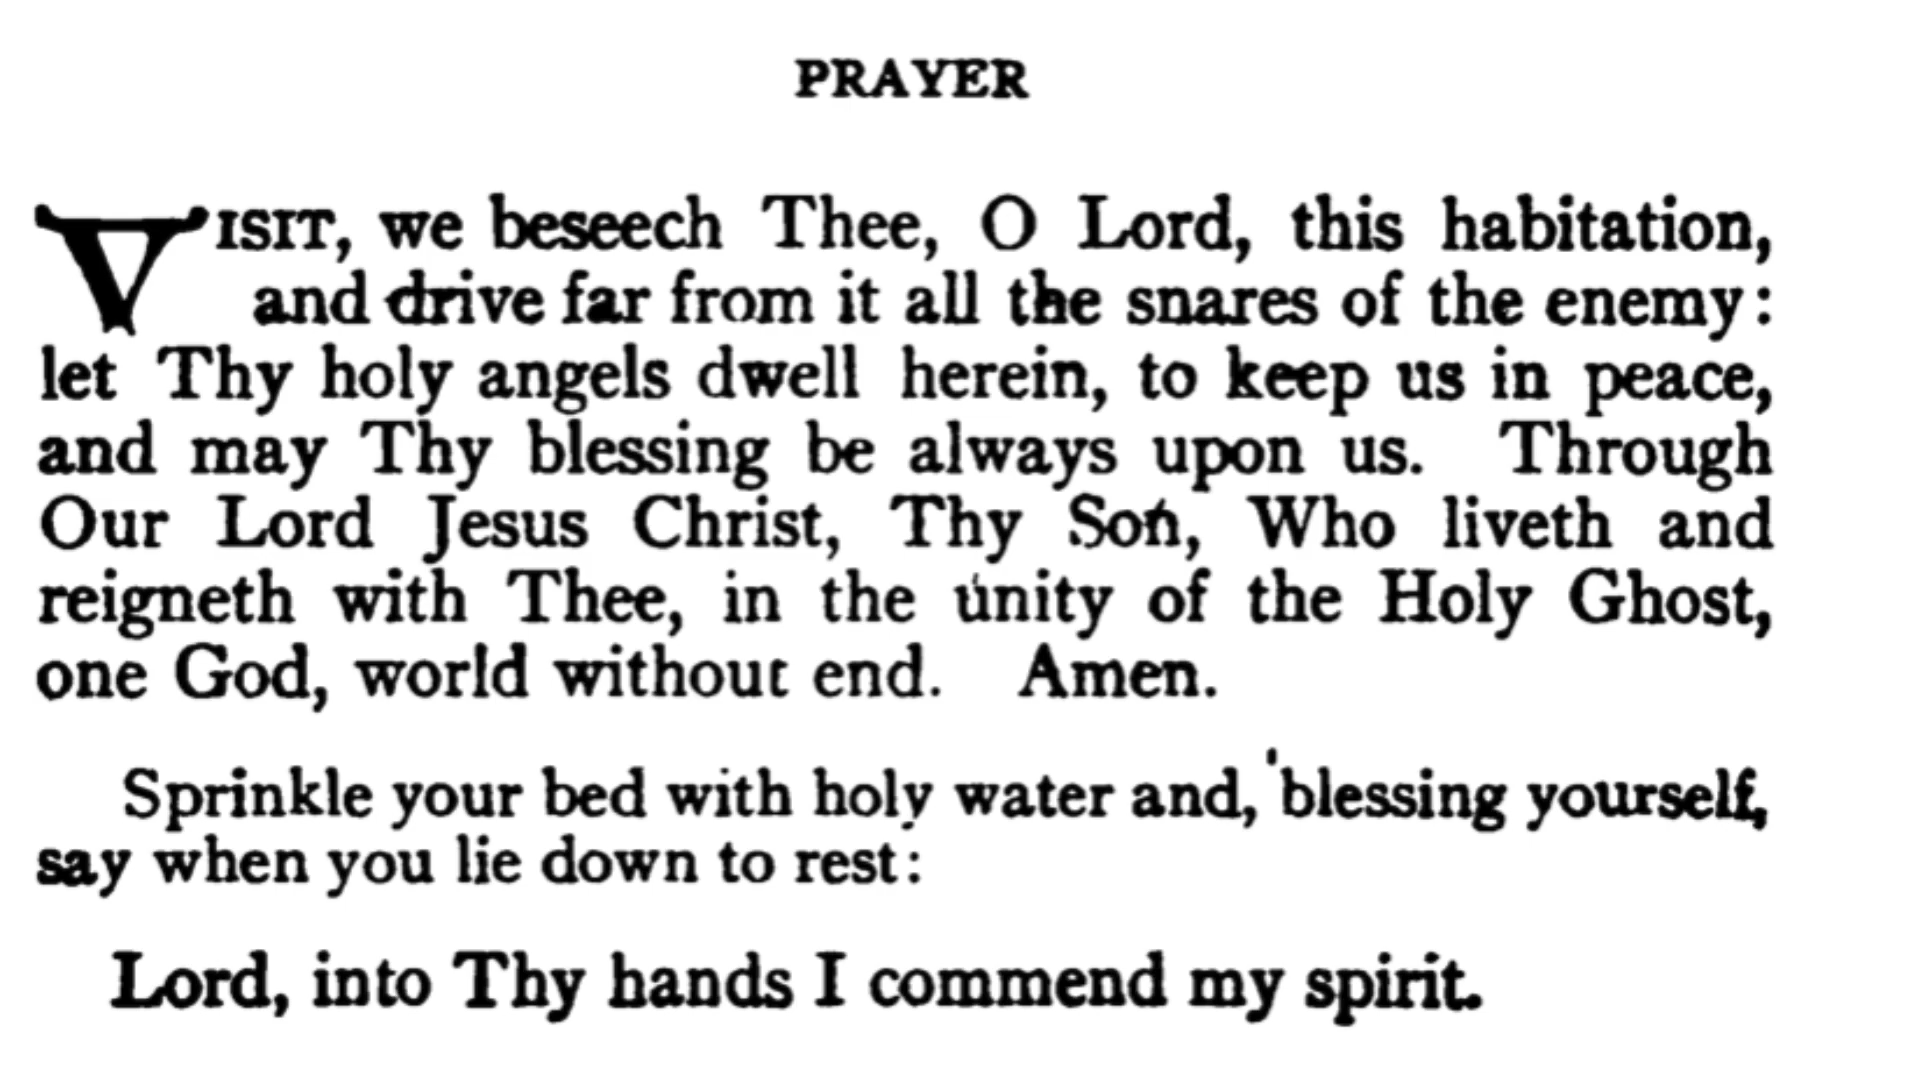 PRAYER
VISIT, we beseech Thee, O Lord, this habitation,
and drive far from it all the snares of the enemy:
let Thy holy angels dwell herein, to keep us in peace,
and may Thy blessing be always upon us. Through
Our Lord Jesus Christ, Thy Son, Who liveth and
reigneth with Thee, in the unity of the Holy Ghost,
one God, world without end. Amen.
Sprinkle your bed with holy water and, blessing yourself,
say when you lie down to rest:
Lord, into Thy hands I commend my spirit.